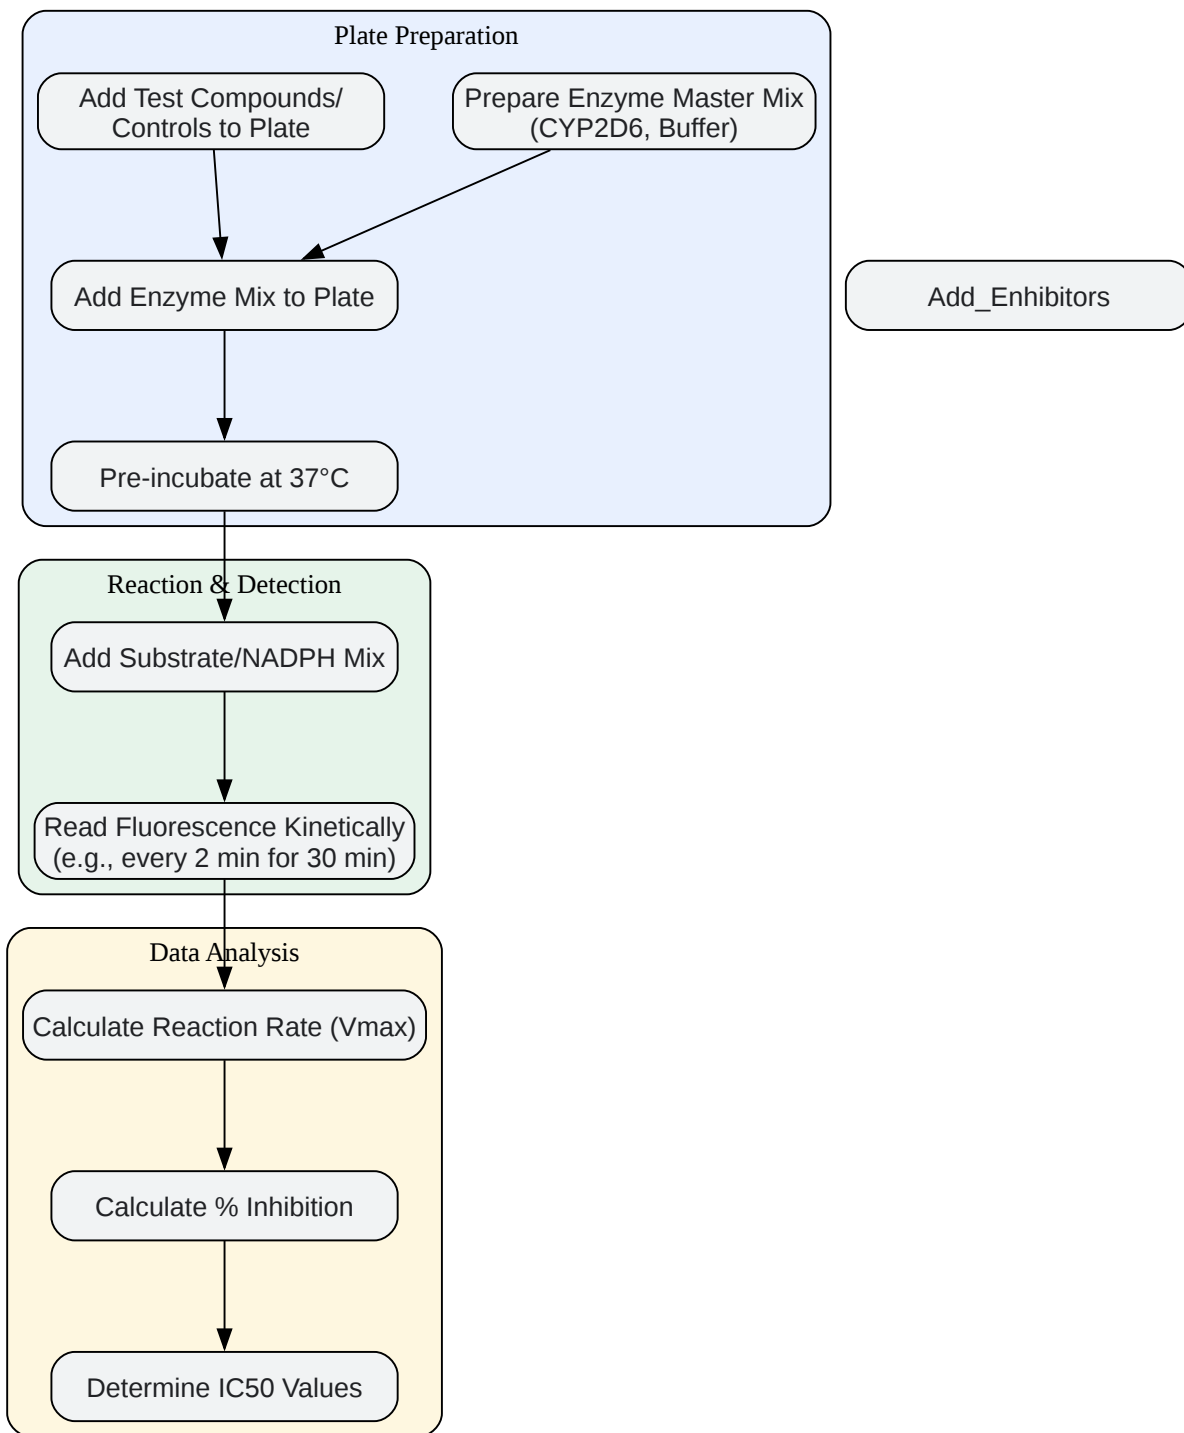 Plate Preparation
Add Test Compounds/
Controls to Plate
Prepare Enzyme Master Mix
(CYP2D6, Buffer)
Add Enzyme Mix to Plate
Add_Enhibitors
Pre-incubate at 37°C
Reaction & Detection
Add Substrate/NADPH Mix
Read Fluorescence Kinetically
(e.g., every 2 min for 30 min)
Data Analysis
Calculate Reaction Rate (Vmax)
Calculate % Inhibition
Determine IC50 Values